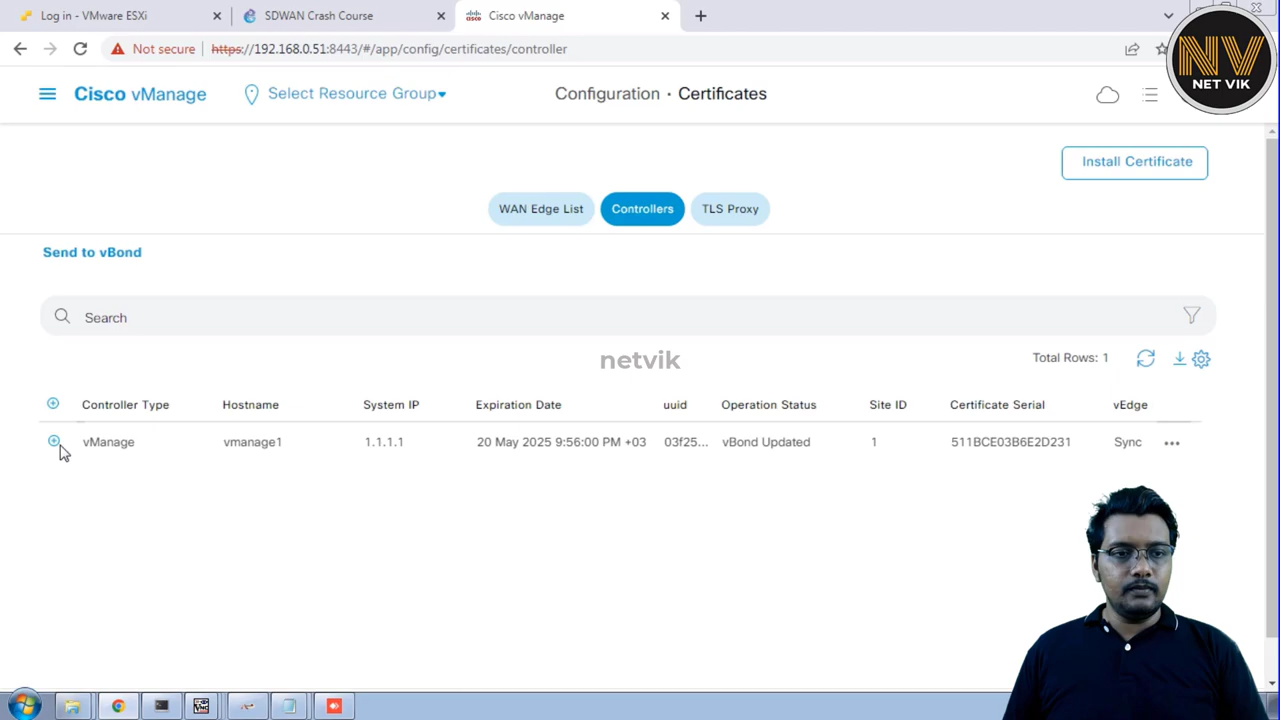 Log in - VMware ESXi
SDWAN Crash Course
Cisco vManage
Not secure https://192.168.0.51:8443/#/app/config/certificates/controller
NV
NET VIK
Cisco vManage
Select Resource Group
Configuration · Certificates
Install Certificate
WAN Edge List
Controllers
TLS Proxy
Send to vBond
Search
netvik
Total Rows: 1
Controller Type Hostname System IP Expiration Date uuid Operation Status Site ID Certificate Serial vEdge
vManage vmanage1 1.1.1.1 20 May 2025 9:56:00 PM +03 03f25... vBond Updated 1 511BCE03B6E2D231 Sync